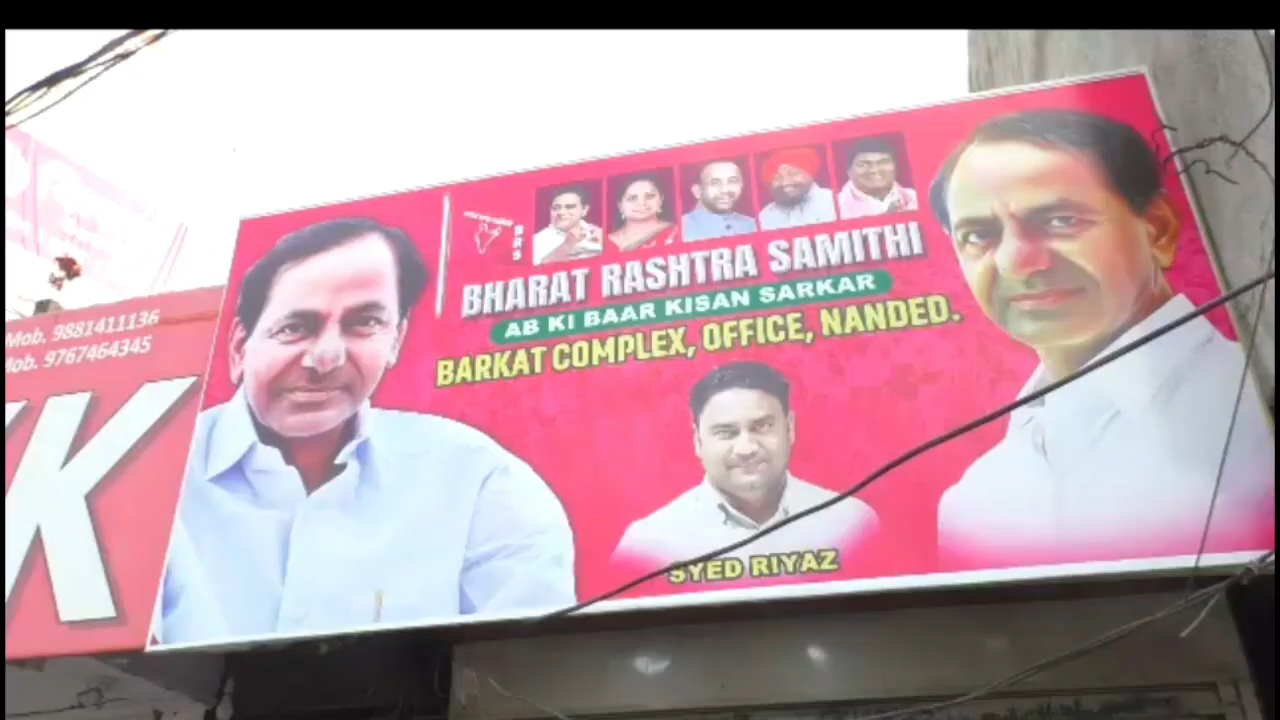 Mob. 9881411136
Mob. 9767464345
K
BRS
BHARAT RASHTRA SAMITHI
AB KI BAAR KISAN SARKAR
BARKAT COMPLEX, OFFICE, NANDED.
SYED RIYAZ